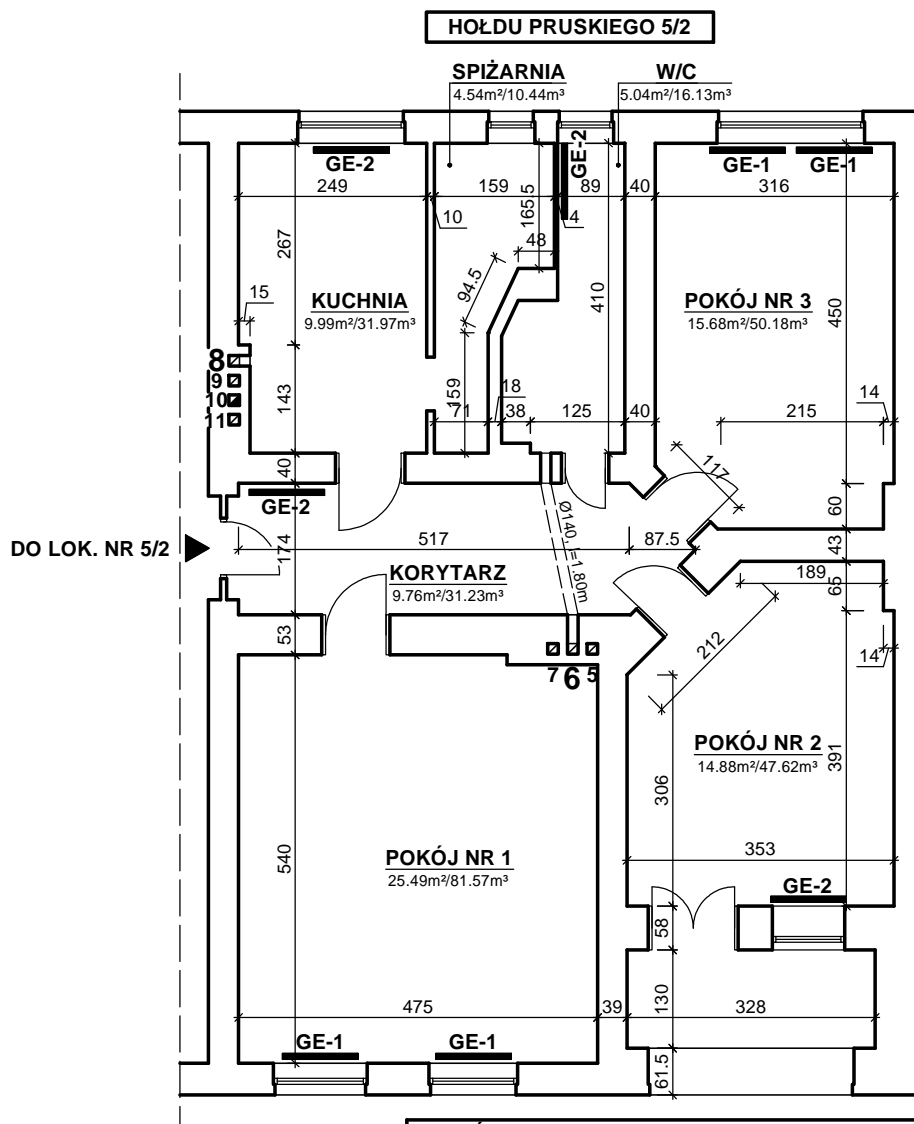 HOŁDU PRUSKIEGO 5/2
SPIŻARNIA
4.54m²/10.44m³
W/C
5.04m²/16.13m³
GE-2
GE-2
GE-1
GE-1
249
159
89
40
316
10
4
165.5
48
267
94.5
410
450
15
KUCHNIA
9.99m²/31.97m³
POKÓJ NR 3
15.68m²/50.18m³
8
9
10
11
143
159
18
14
71
38
125
40
215
117
40
GE-2
60
Ø140, l=1.80m
DO LOK. NR 5/2
174
517
87.5
43
KORYTARZ
9.76m²/31.23m³
189
65
53
212
14
7
6
5
POKÓJ NR 2
14.88m²/47.62m³
306
391
540
POKÓJ NR 1
25.49m²/81.57m³
353
GE-2
58
475
39
328
130
GE-1
GE-1
61.5